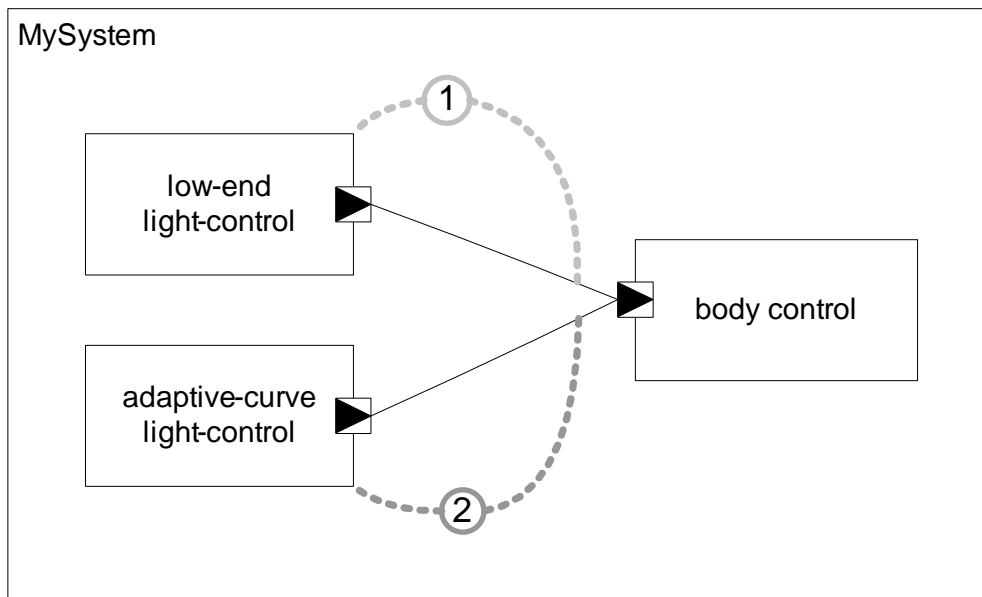 MySystem
1
low-end
light-control
body control
adaptive-curve
light-control
2